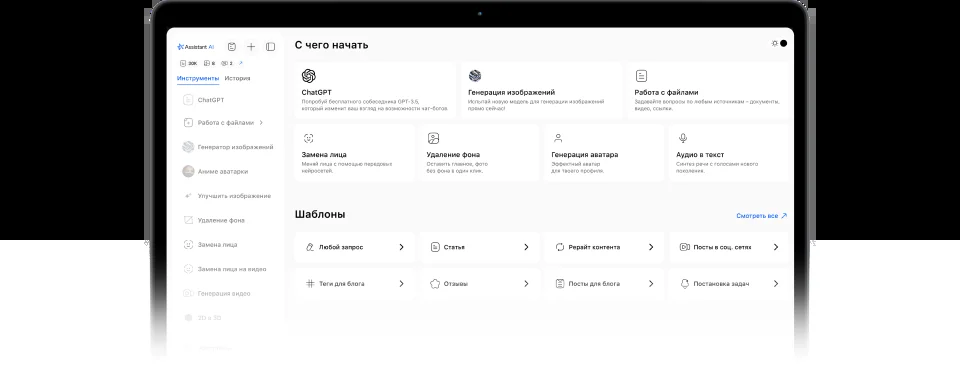 Assistant AI
20K 8 2
Инструменты История
ChatGPT
Работа с файлами
Генератор изображений
Аниме аватарки
Улучшить изображение
Удаление фона
Замена лица
Замена лица на видео
Генерация видео
2D в 3D
С чего начать
ChatGPT
Попробуй бесплатного собеседника GPT-3.5,
который изменит ваш взгляд на возможности чат-ботов.
Генерация изображений
Испытай новую модель для генерации изображений
прямо сейчас!
Работа с файлами
Задавайте вопросы по любым источникам – документы,
видео, ссылки.
Замена лица
Меняй лица с помощью передовых
нейросетей.
Удаление фона
Оставить главное, фото
без фона в один клик.
Генерация аватара
Эффектный аватар
для твоего профиля.
Аудио в текст
Синтез речи с голосами нового
поколения.
Шаблоны
Смотреть все
Любой запрос
Статья
Рерайт контента
Посты в соц. сетях
Теги для блога
Отзывы
Посты для блога
Постановка задач